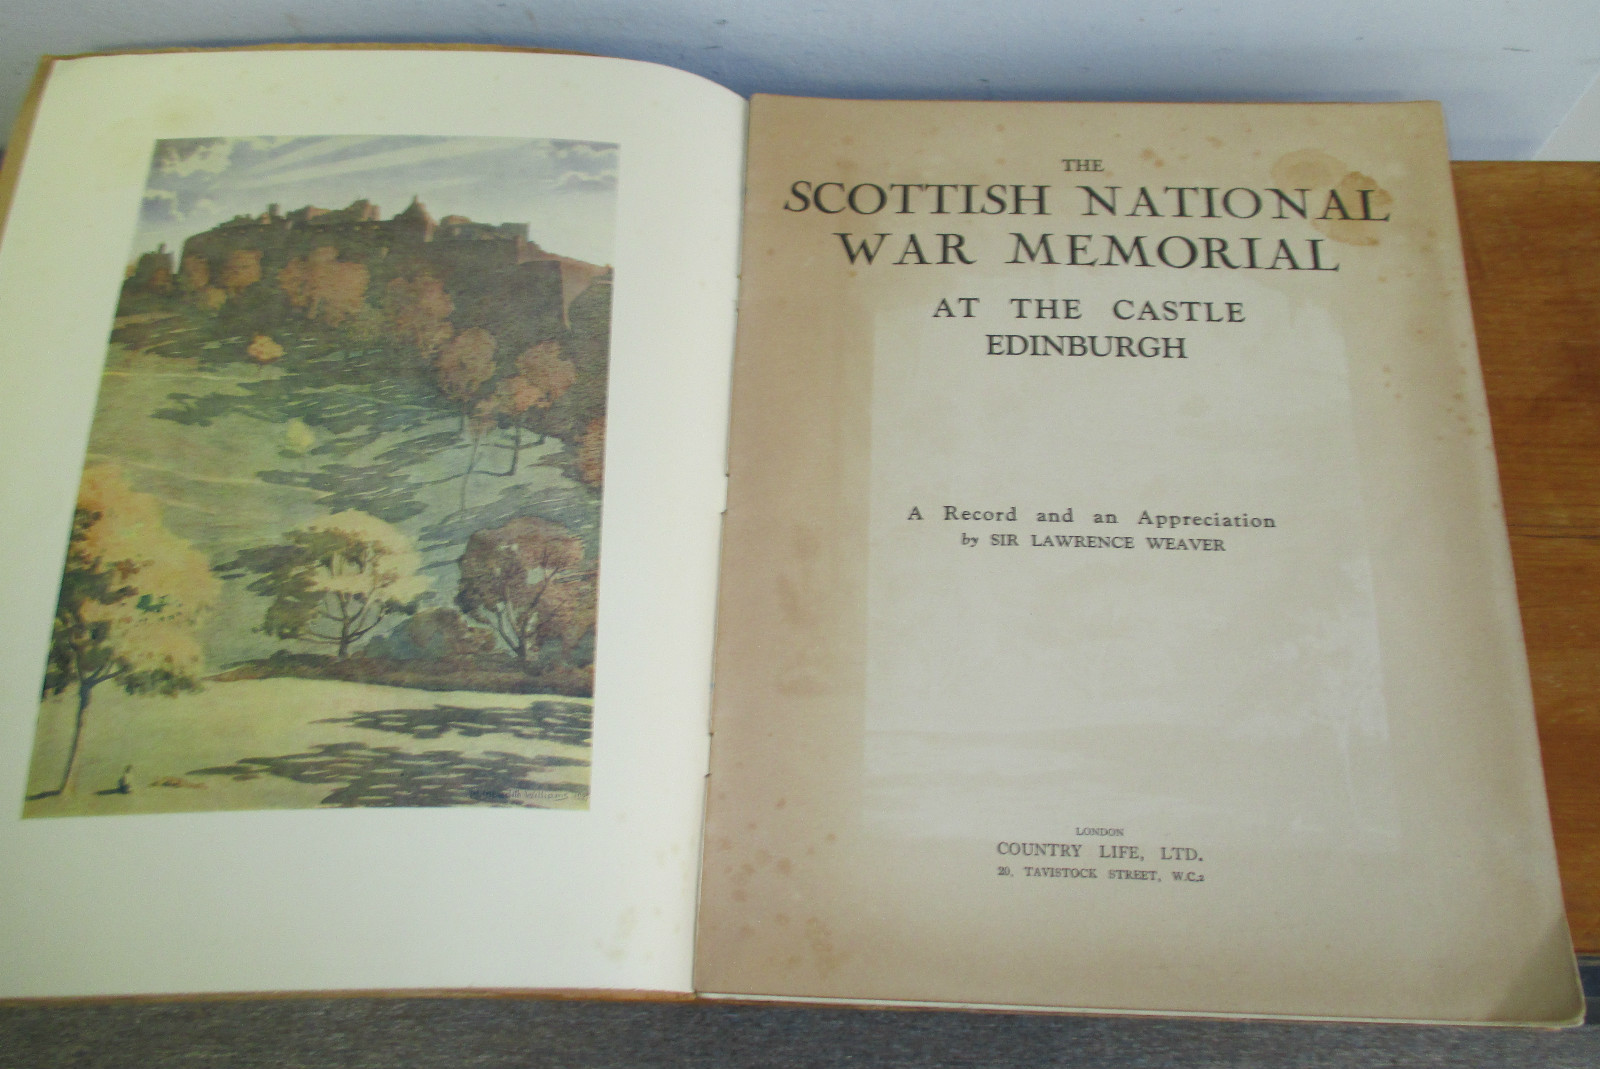 THE
SCOTTISH NATIONAL
WAR MEMORIAL
AT THE CASTLE
EDINBURGH
A Record and an Appreciation
by SIR LAWRENCE WEAVER
LONDON
COUNTRY LIFE, LTD.
20, TAVISTOCK STREET, W.C.2
Williams